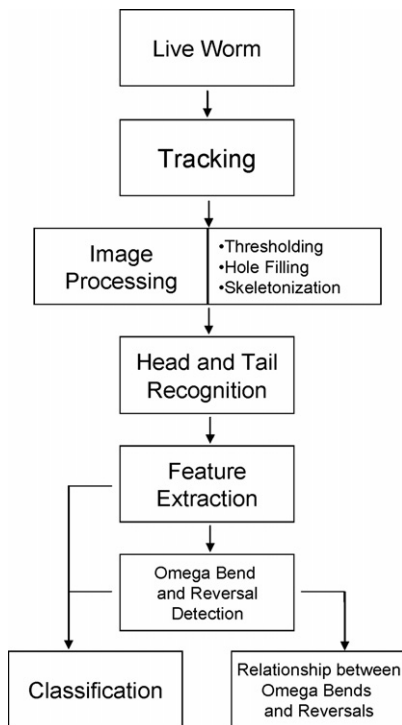 Live Worm
Tracking
Image
Processing
•Thresholding
•Hole Filling
•Skeletonization
Head and Tail
Recognition
Feature
Extraction
Omega Bend
and Reversal
Detection
Classification
Relationship between
Omega Bends
and Reversals